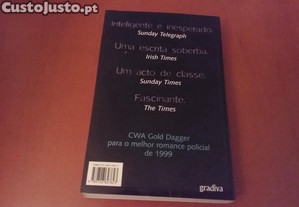 CustoJusto.pt
Inteligente e inesperado.
Sunday Telegraph
Uma escrita soberba.
Irish Times
Um acto de classe.
Sunday Times
Fascinante.
The Times
CWA Gold Dagger
para o melhor romance policial
de 1999
gradiva